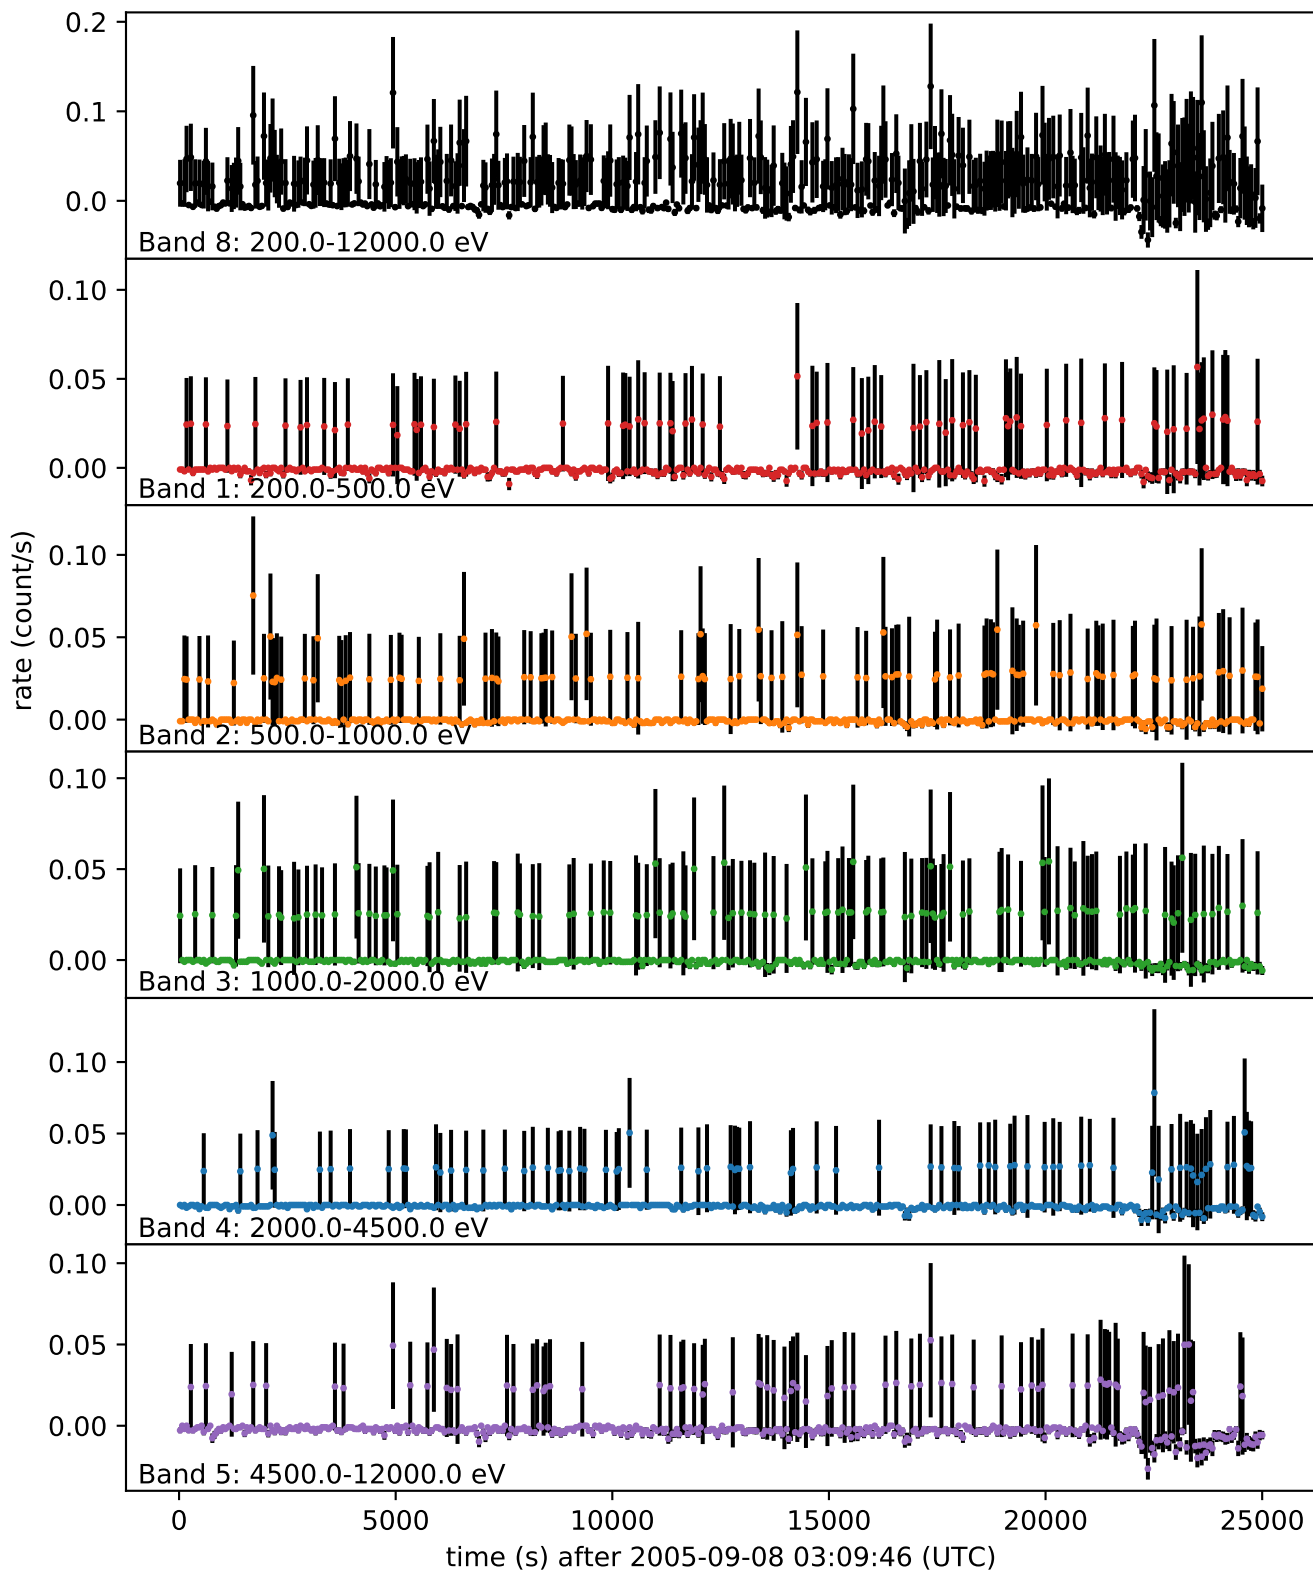 0.2
0.1
0.0
Band 8: 200.0-12000.0 eV
0.10
0.05
0.00
Band 1: 200.0-500.0 eV
0.10
0.05
0.00
Band 2: 500.0-1000.0 eV
rate (count/s)
0.10
0.05
0.00
Band 3: 1000.0-2000.0 eV
0.10
0.05
0.00
Band 4: 2000.0-4500.0 eV
0.10
0.05
0.00
Band 5: 4500.0-12000.0 eV
0 5000 10000 15000 20000 25000
time (s) after 2005-09-08 03:09:46 (UTC)